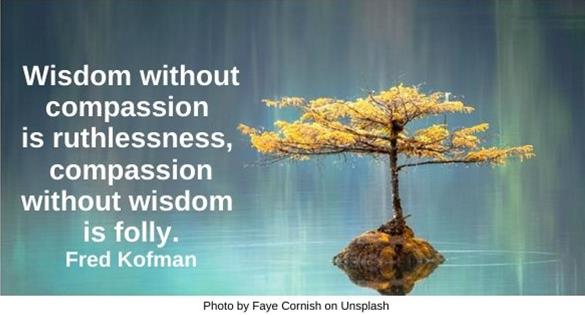 Wisdom without
compassion
is ruthlessness,
compassion
without wisdom
is folly.
Fred Kofman
Photo by Faye Cornish on Unsplash